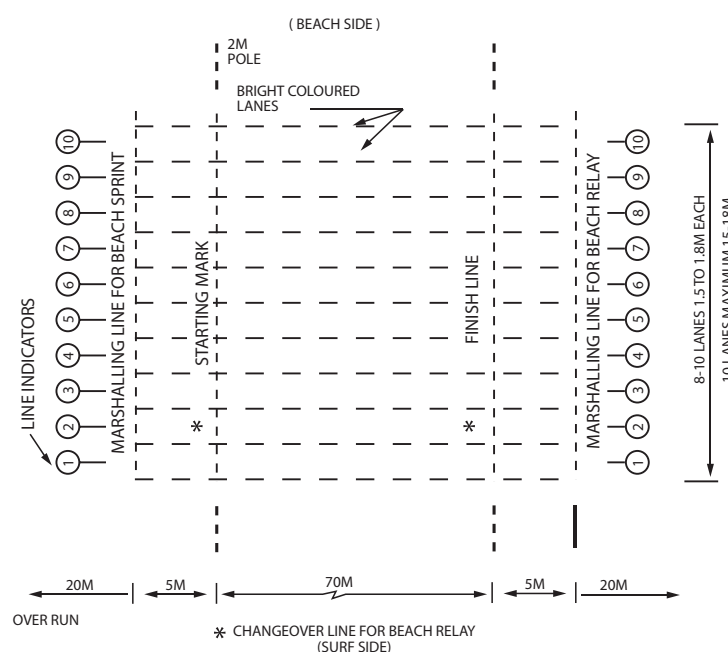 ( BEACH SIDE )
2M
POLE
BRIGHT COLOURED
LANES
LINE INDICATORS
10
9
8
7
6
5
4
3
2
1
MARSHALLING LINE FOR BEACH SPRINT
STARTING MARK
*
FINISH LINE
*
MARSHALLING LINE FOR BEACH RELAY
10
9
8
7
6
5
4
3
2
1
8-10 LANES 1.5 TO 1.8M EACH
10 LANES MAXIMUM 15-18M
20M
5M
70M
5M
20M
OVER RUN
* CHANGEOVER LINE FOR BEACH RELAY
(SURF SIDE)